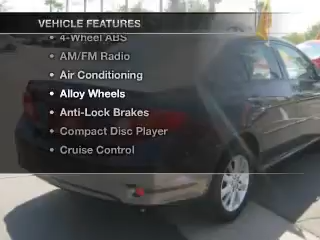 VEHICLE FEATURES
• 4-Wheel ABS
• AM/FM Radio
• Air Conditioning
• Alloy Wheels
• Anti-Lock Brakes
• Compact Disc Player
• Cruise Control